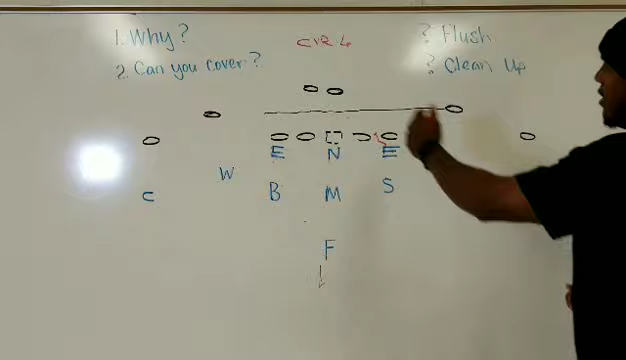 1. Why?
2. Can you cover?
? Flush
? Clean Up
E N E
W B M S
C
F